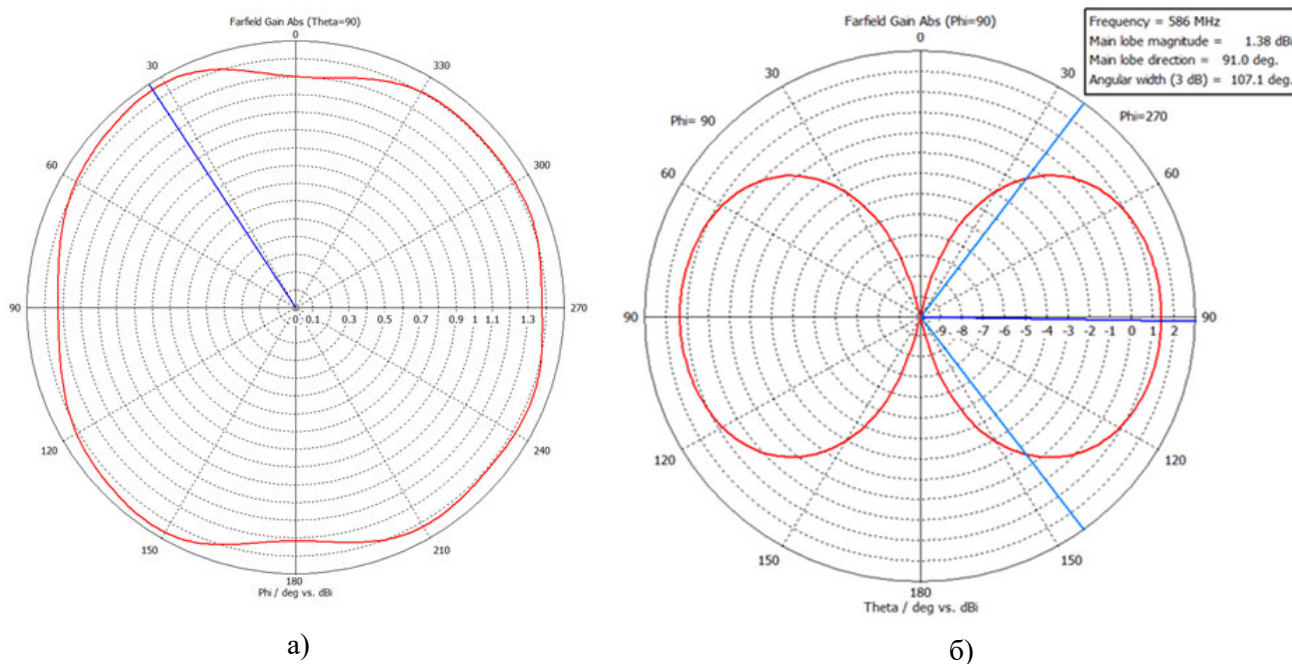 Farfield Gain Abs (Theta=90)
0
30
330
60
300
90
0 0.1 0.3 0.5 0.7 0.9 1 1.1 1.3
270
120
240
150
210
180
Phi / deg vs. dBi
а)
Farfield Gain Abs (Phi=90)
0
30
30
Phi= 90
Phi=270
60
60
90
-9 -8 -7 -6 -5 -4 -3 -2 -1 0 1 2
90
120
120
150
150
180
Theta / deg vs. dBi
Frequency = 586 MHz
Main lobe magnitude = 1.38 dBi
Main lobe direction = 91.0 deg.
Angular width (3 dB) = 107.1 deg.
б)